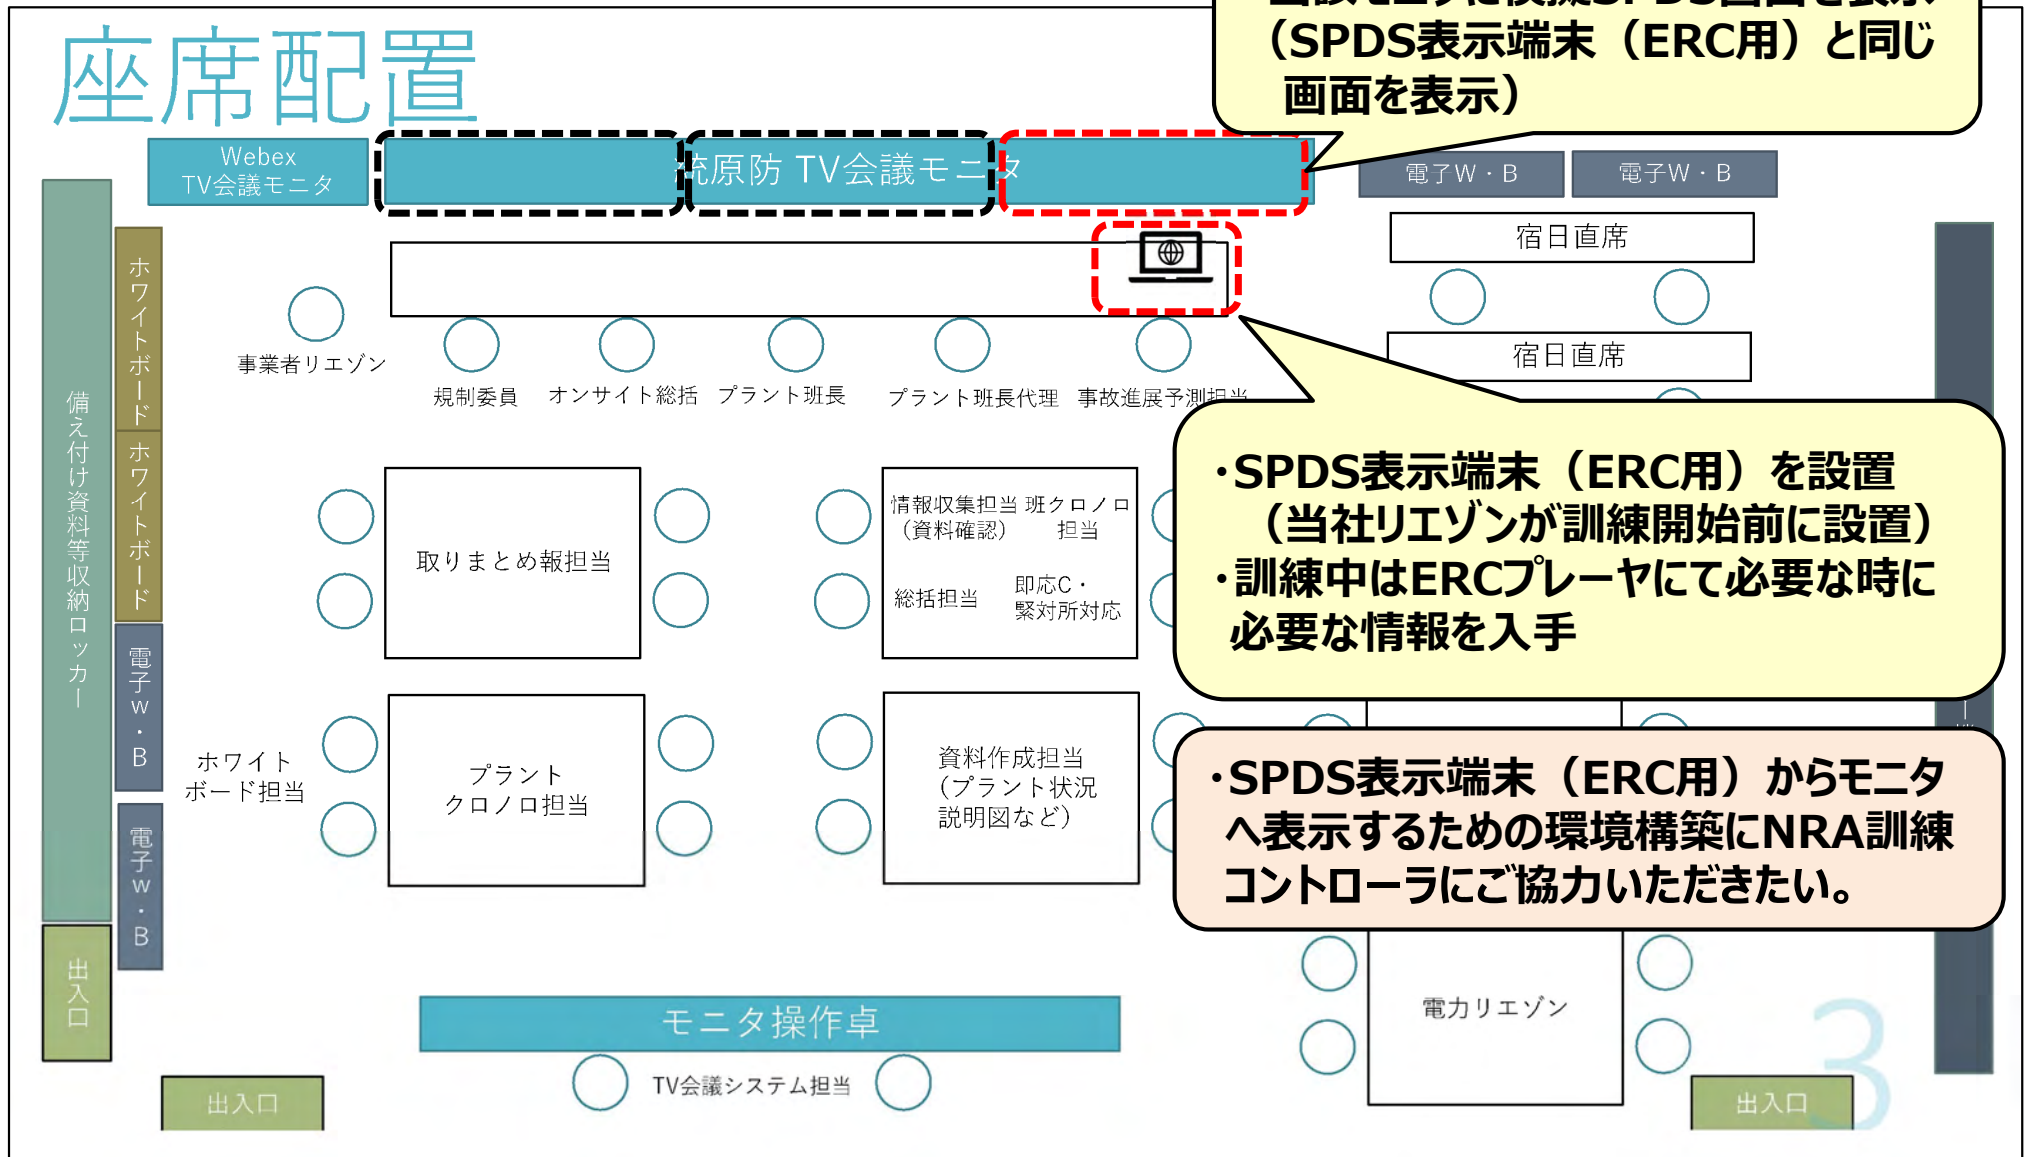 座席配置
（SPDS表示端末（ERC用）と同じ
画面を表示）
Webex
TV会議モニタ
統原防 TV会議モニタ
電子W・B
電子W・B
宿日直席
宿日直席
備え付け資料等収納ロッカー
ホワイトボード
ホワイトボード
電子W・B
電子W・B
出入口
事業者リエゾン
規制委員
オンサイト総括
プラント班長
プラント班長代理
事故進展予測担当
・SPDS表示端末（ERC用）を設置
（当社リエゾンが訓練開始前に設置）
・訓練中はERCプレーヤにて必要な時に
必要な情報を入手
取りまとめ報担当
情報収集担当
（資料確認）
班クロノロ
担当
総括担当
即応C・
緊対所対応
ホワイト
ボード担当
プラント
クロノロ担当
資料作成担当
(プラント状況
説明図など)
・SPDS表示端末（ERC用）からモニタ
へ表示するための環境構築にNRA訓練
コントローラにご協力いただきたい。
電力リエゾン
モニタ操作卓
TV会議システム担当
出入口
出入口
3